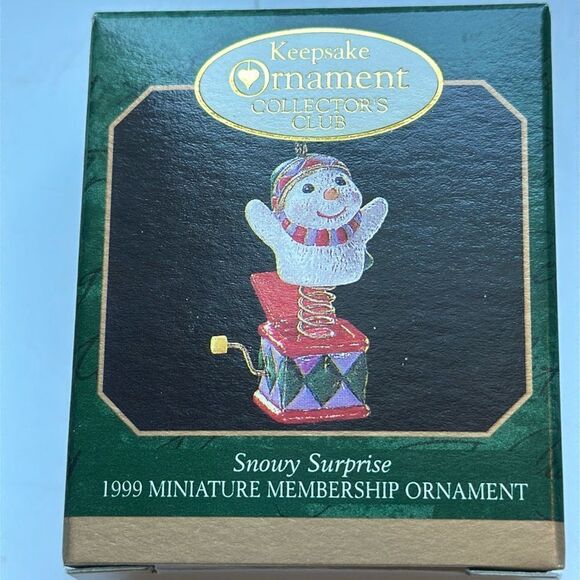 Keepsake
Ornament
COLLECTOR'S
CLUB
Snowy Surprise
1999 MINIATURE MEMBERSHIP ORNAMENT